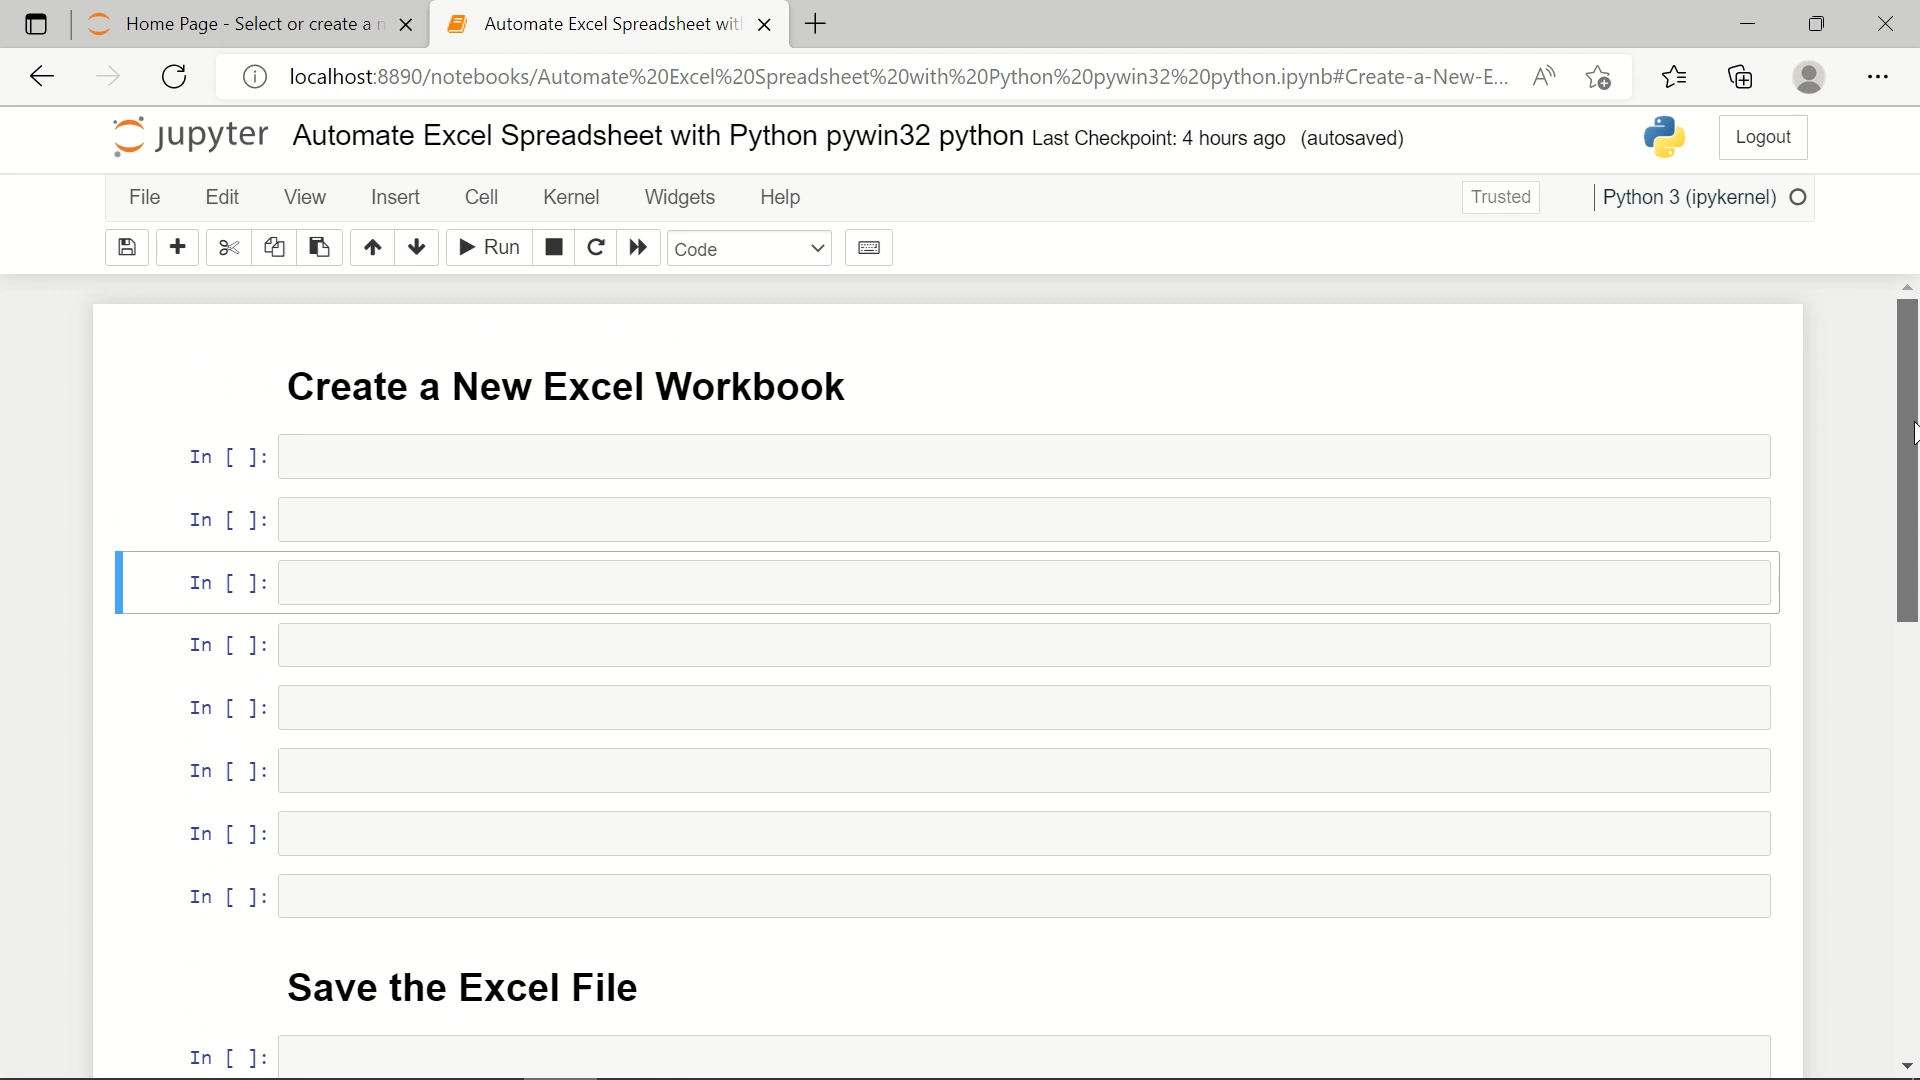 Home Page - Select or create a n
Automate Excel Spreadsheet wit
localhost:8890/notebooks/Automate%20Excel%20Spreadsheet%20with%20Python%20pywin32%20python.ipynb#Create-a-New-E...
jupyter Automate Excel Spreadsheet with Python pywin32 python Last Checkpoint: 4 hours ago (autosaved)
Logout
File Edit View Insert Cell Kernel Widgets Help Trusted Python 3 (ipykernel)
Run Code
Create a New Excel Workbook
In [ ]:
In [ ]:
In [ ]:
In [ ]:
In [ ]:
In [ ]:
In [ ]:
In [ ]:
Save the Excel File
In [ ]: